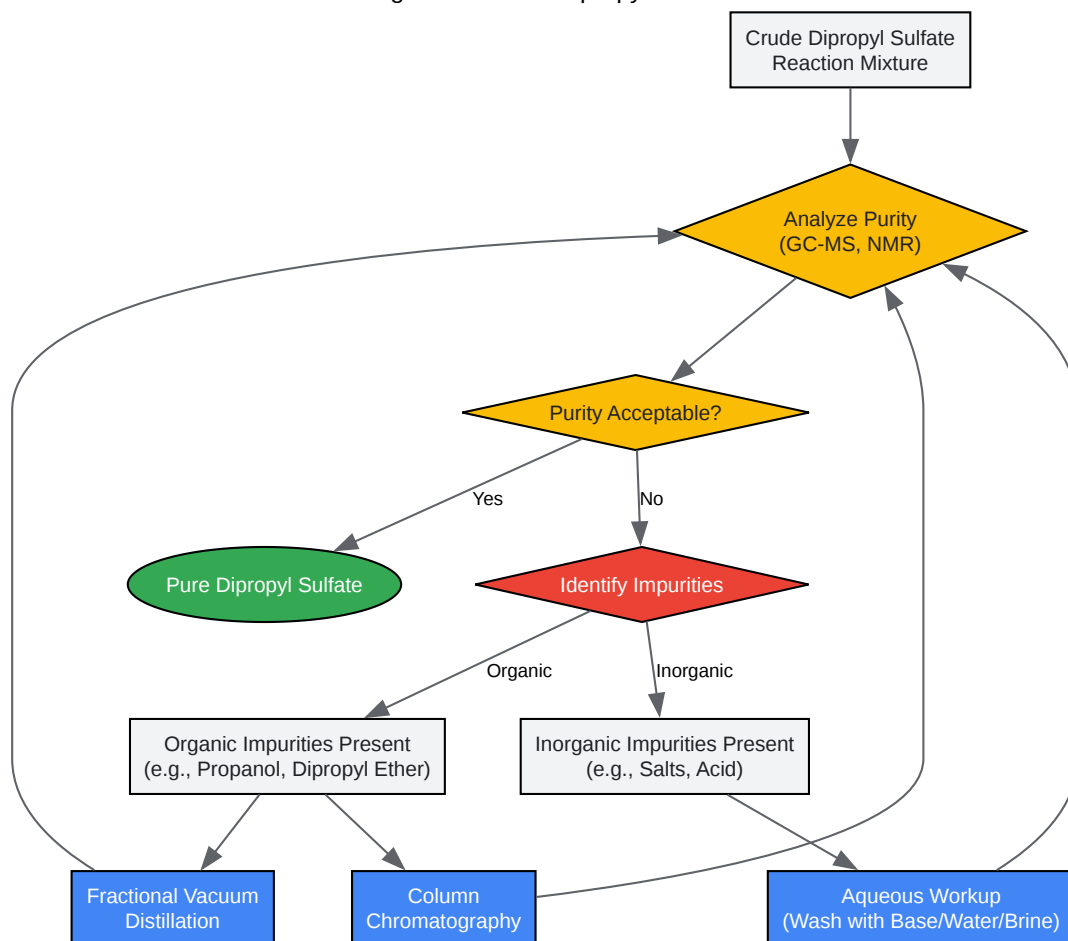 Crude Dipropyl Sulfate
Reaction Mixture
Analyze Purity
(GC-MS, NMR)
Purity Acceptable?
Yes
No
Pure Dipropyl Sulfate
Identify Impurities
Organic
Inorganic
Organic Impurities Present
(e.g., Propanol, Dipropyl Ether)
Inorganic Impurities Present
(e.g., Salts, Acid)
Fractional Vacuum
Distillation
Column
Chromatography
Aqueous Workup
(Wash with Base/Water/Brine)